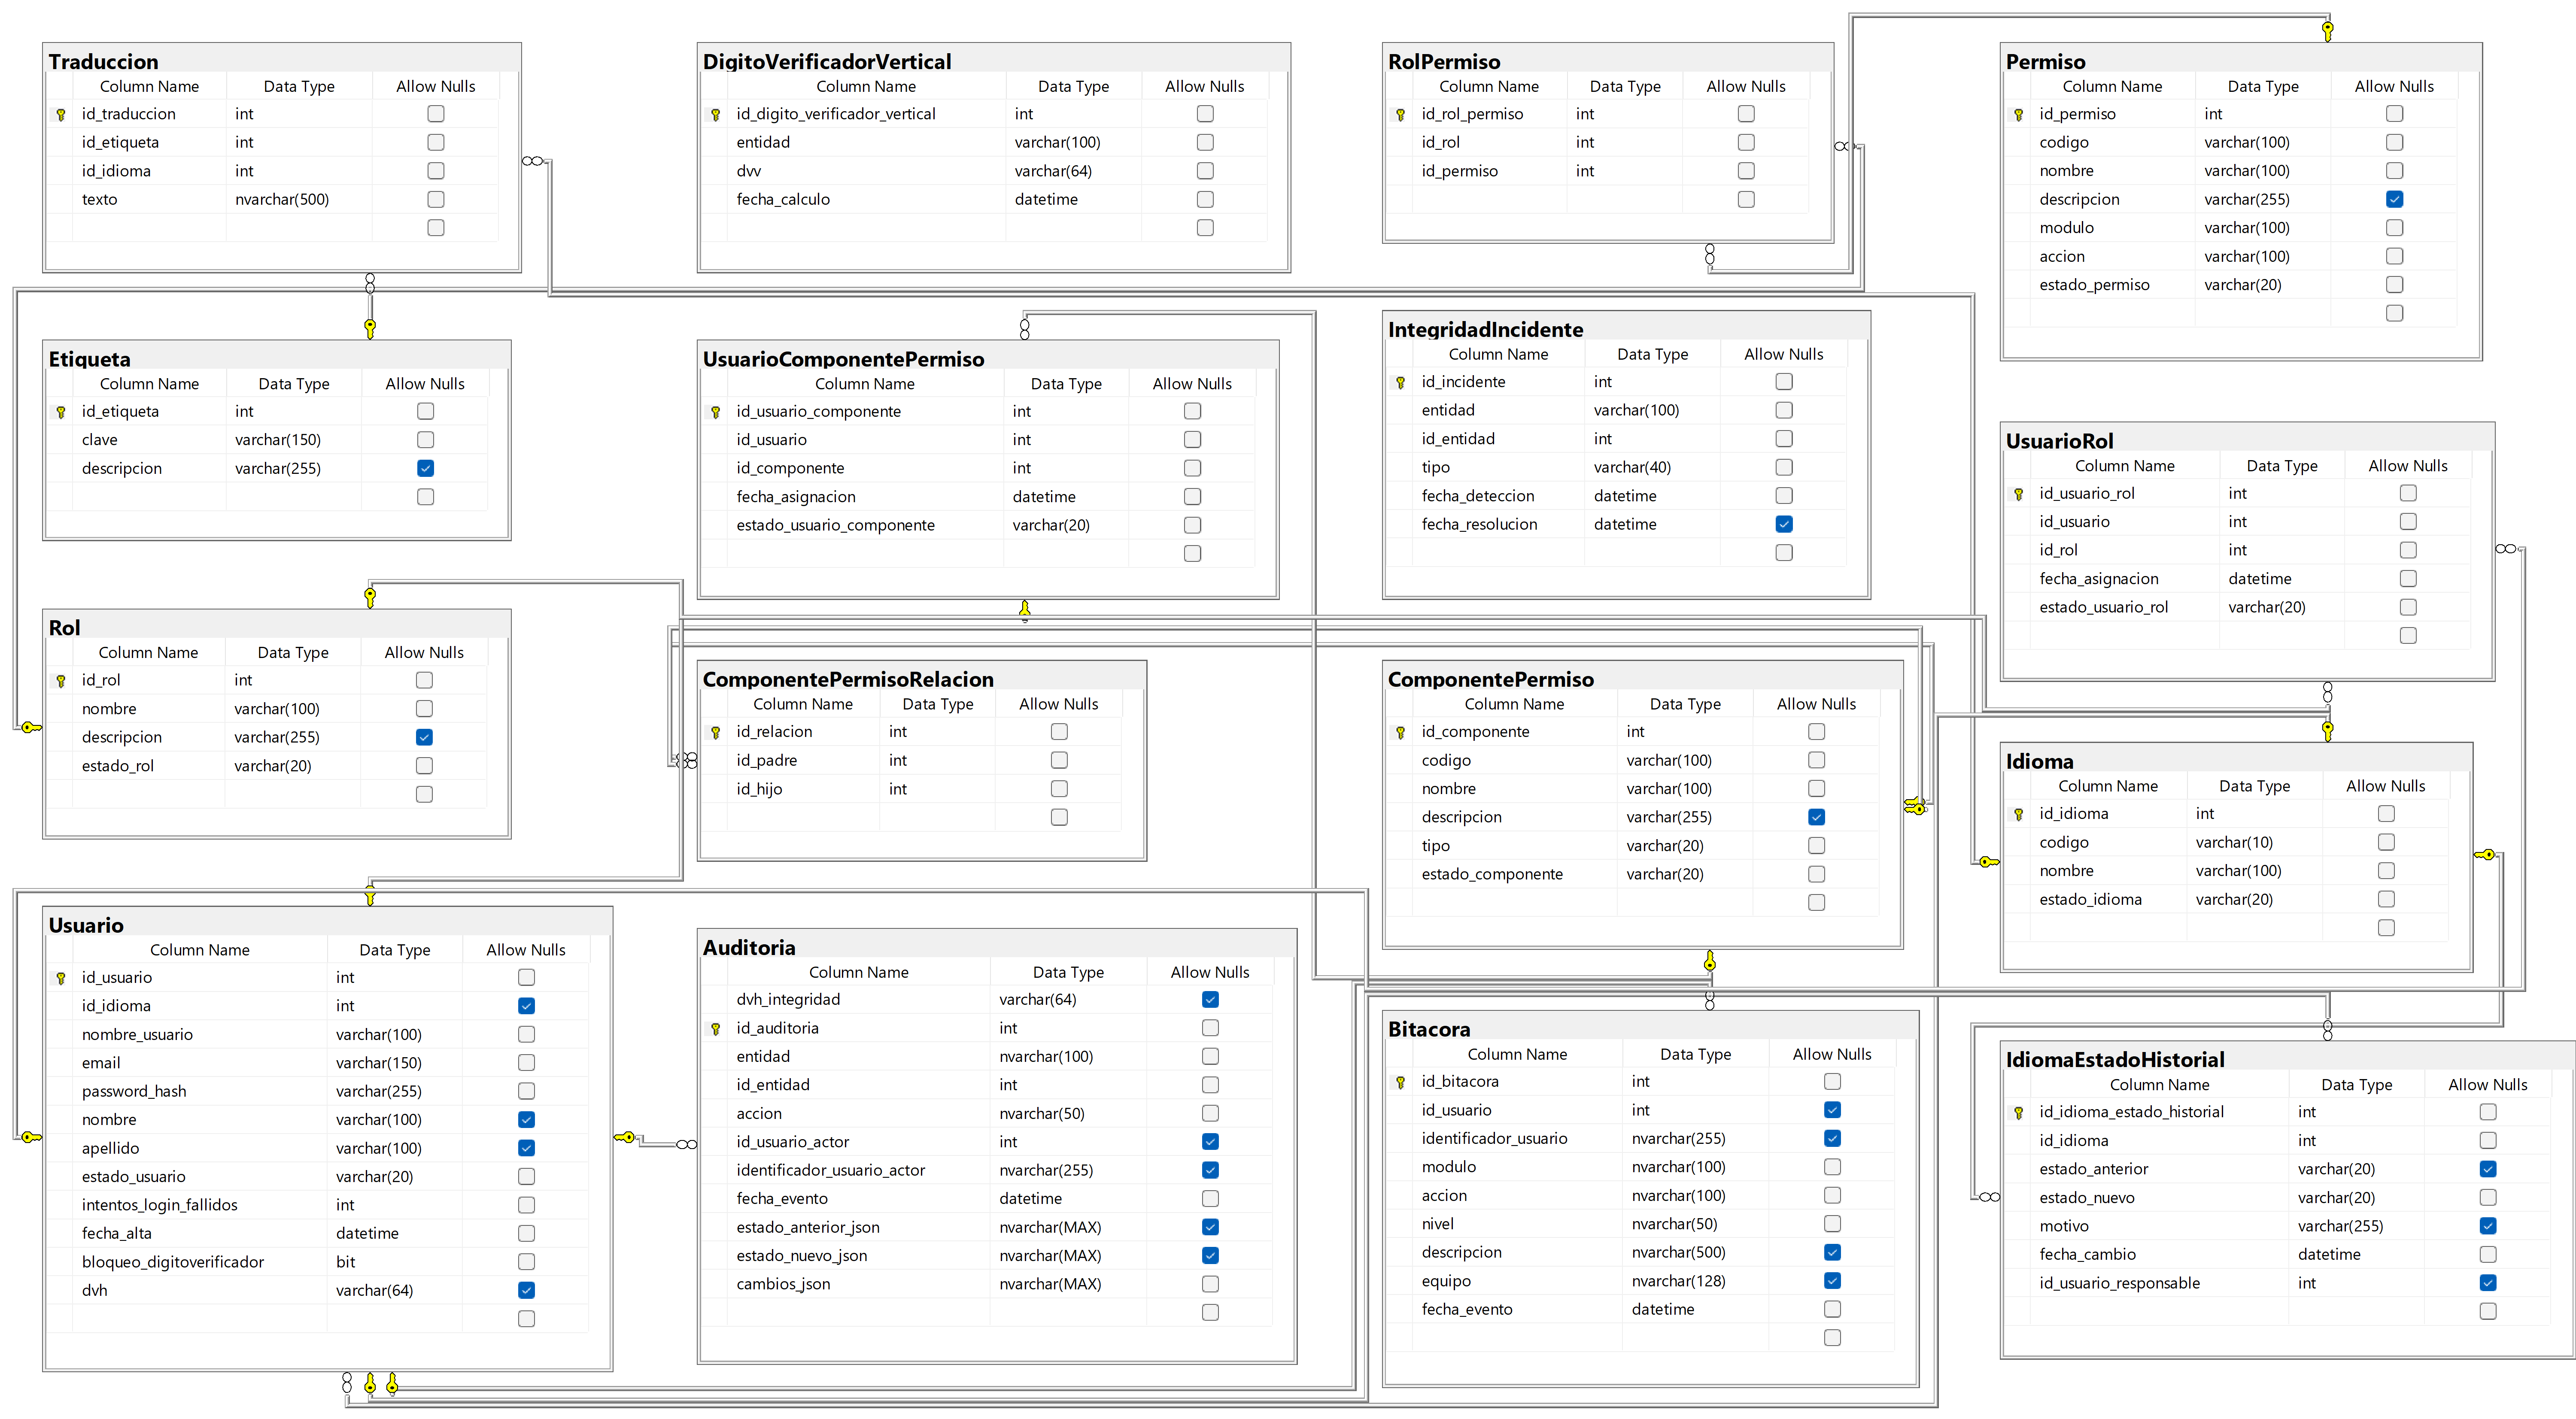 Traduccion
Column Name Data Type Allow Nulls
id_traduccion int
id_etiqueta int
id_idioma int
texto nvarchar(500)
DigitoVerificadorVertical
Column Name Data Type Allow Nulls
id_digito_verificador_vertical int
entidad varchar(100)
dvv varchar(64)
fecha_calculo datetime
RolPermiso
Column Name Data Type Allow Nulls
id_rol_permiso int
id_rol int
id_permiso int
Permiso
Column Name Data Type Allow Nulls
id_permiso int
codigo varchar(100)
nombre varchar(100)
descripcion varchar(255)
modulo varchar(100)
accion varchar(100)
estado_permiso varchar(20)
Etiqueta
Column Name Data Type Allow Nulls
id_etiqueta int
clave varchar(150)
descripcion varchar(255)
UsuarioComponentePermiso
Column Name Data Type Allow Nulls
id_usuario_componente int
id_usuario int
id_componente int
fecha_asignacion datetime
estado_usuario_componente varchar(20)
IntegridadIncidente
Column Name Data Type Allow Nulls
id_incidente int
entidad varchar(100)
id_entidad int
tipo varchar(40)
fecha_deteccion datetime
fecha_resolucion datetime
UsuarioRol
Column Name Data Type Allow Nulls
id_usuario_rol int
id_usuario int
id_rol int
fecha_asignacion datetime
estado_usuario_rol varchar(20)
Rol
Column Name Data Type Allow Nulls
id_rol int
nombre varchar(100)
descripcion varchar(255)
estado_rol varchar(20)
ComponentePermisoRelacion
Column Name Data Type Allow Nulls
id_relacion int
id_padre int
id_hijo int
ComponentePermiso
Column Name Data Type Allow Nulls
id_componente int
codigo varchar(100)
nombre varchar(100)
descripcion varchar(255)
tipo varchar(20)
estado_componente varchar(20)
Idioma
Column Name Data Type Allow Nulls
id_idioma int
codigo varchar(10)
nombre varchar(100)
estado_idioma varchar(20)
Usuario
Column Name Data Type Allow Nulls
id_usuario int
id_idioma int
nombre_usuario varchar(100)
email varchar(150)
password_hash varchar(255)
nombre varchar(100)
apellido varchar(100)
estado_usuario varchar(20)
intentos_login_fallidos int
fecha_alta datetime
bloqueo_digitoverificador bit
dvh varchar(64)
Auditoria
Column Name Data Type Allow Nulls
dvh_integridad varchar(64)
id_auditoria int
entidad nvarchar(100)
id_entidad int
accion nvarchar(50)
id_usuario_actor int
identificador_usuario_actor nvarchar(255)
fecha_evento datetime
estado_anterior_json nvarchar(MAX)
estado_nuevo_json nvarchar(MAX)
cambios_json nvarchar(MAX)
Bitacora
Column Name Data Type Allow Nulls
id_bitacora int
id_usuario int
identificador_usuario nvarchar(255)
modulo nvarchar(100)
accion nvarchar(100)
nivel nvarchar(50)
descripcion nvarchar(500)
equipo nvarchar(128)
fecha_evento datetime
IdiomaEstadoHistorial
Column Name Data Type Allow Nulls
id_idioma_estado_historial int
id_idioma int
estado_anterior varchar(20)
estado_nuevo varchar(20)
motivo varchar(255)
fecha_cambio datetime
id_usuario_responsable int